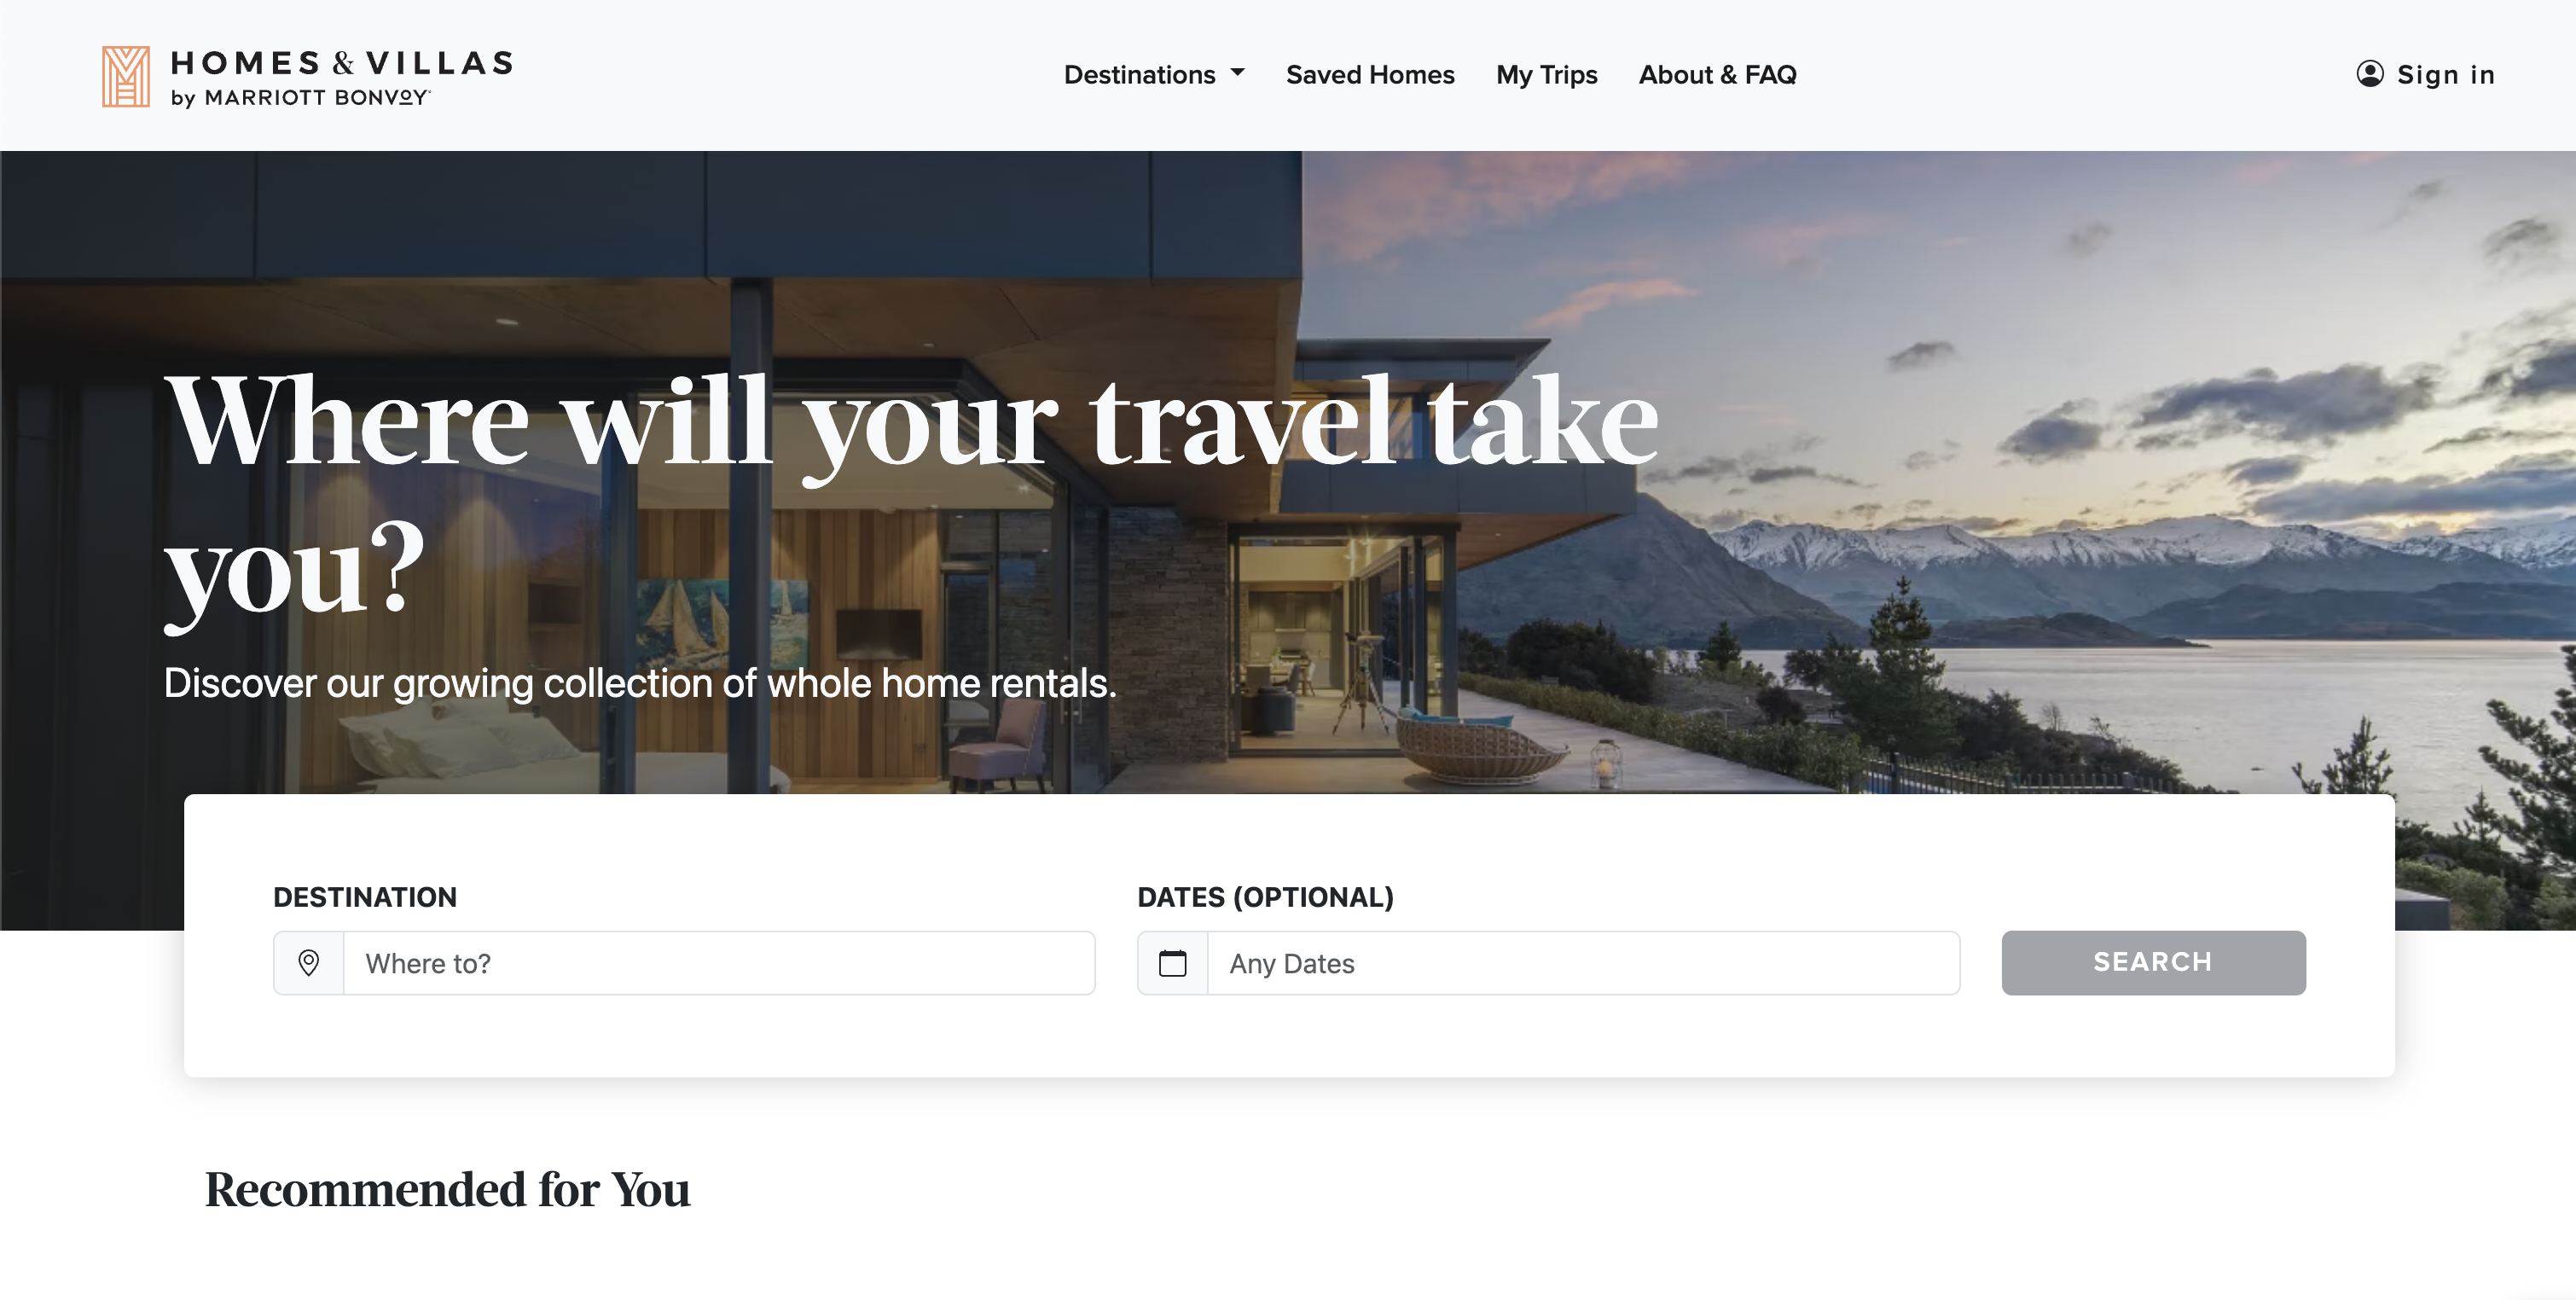 HOMES & VILLAS
by MARRIOTT BONVOY
Destinations
Saved Homes
My Trips
About & FAQ
Sign in
Where will your travel take
you?
Discover our growing collection of whole home rentals.
DESTINATION
Where to?
DATES (OPTIONAL)
Any Dates
SEARCH
Recommended for You